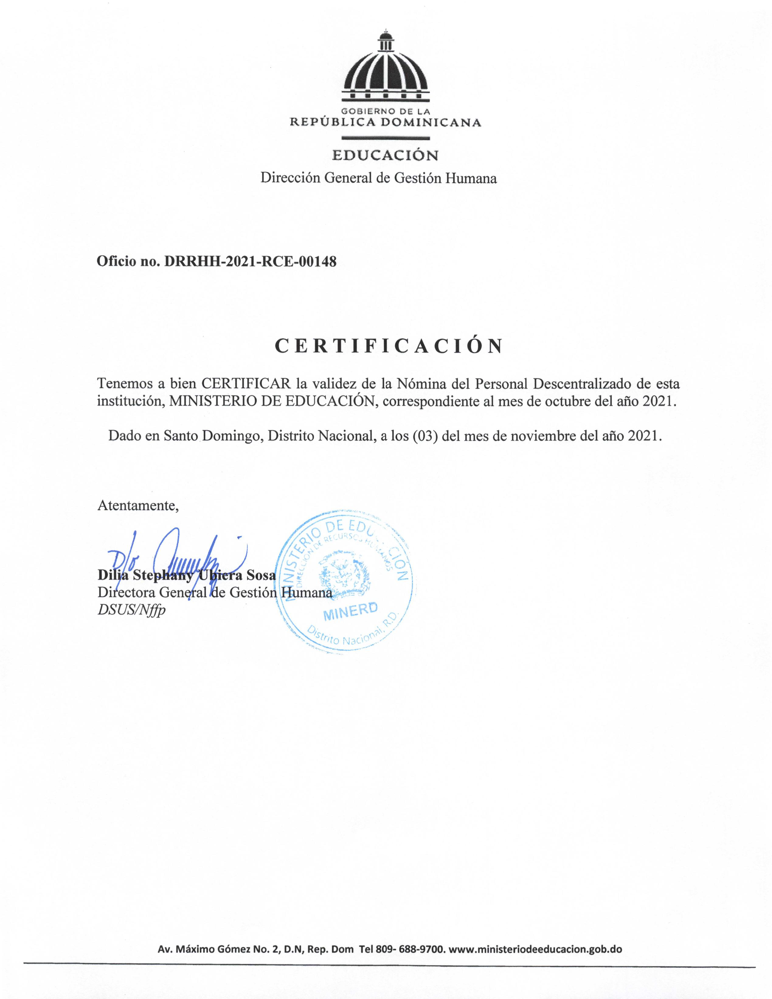 GOBIERNO DE LA
REPÚBLICA DOMINICANA
EDUCACIÓN
Dirección General de Gestión Humana
Oficio no. DRRHH-2021-RCE-00148
CERTIFICACIÓN
Tenemos a bien CERTIFICAR la validez de la Nómina del Personal Descentralizado de esta
institución, MINISTERIO DE EDUCACIÓN, correspondiente al mes de octubre del año 2021.
Dado en Santo Domingo, Distrito Nacional, a los (03) del mes de noviembre del año 2021.
Atentamente,
Dilia Stephany Ubiera Sosa
Directora General de Gestión Humana
DSUS/Nffp
MINISTERIO DE EDUCACIÓN
DIRECCIÓN DE RECURSOS HUMANOS
MINERD
Distrito Nacional, R.D.
Av. Máximo Gómez No. 2, D.N, Rep. Dom Tel 809- 688-9700. www.ministeriodeeducacion.gob.do